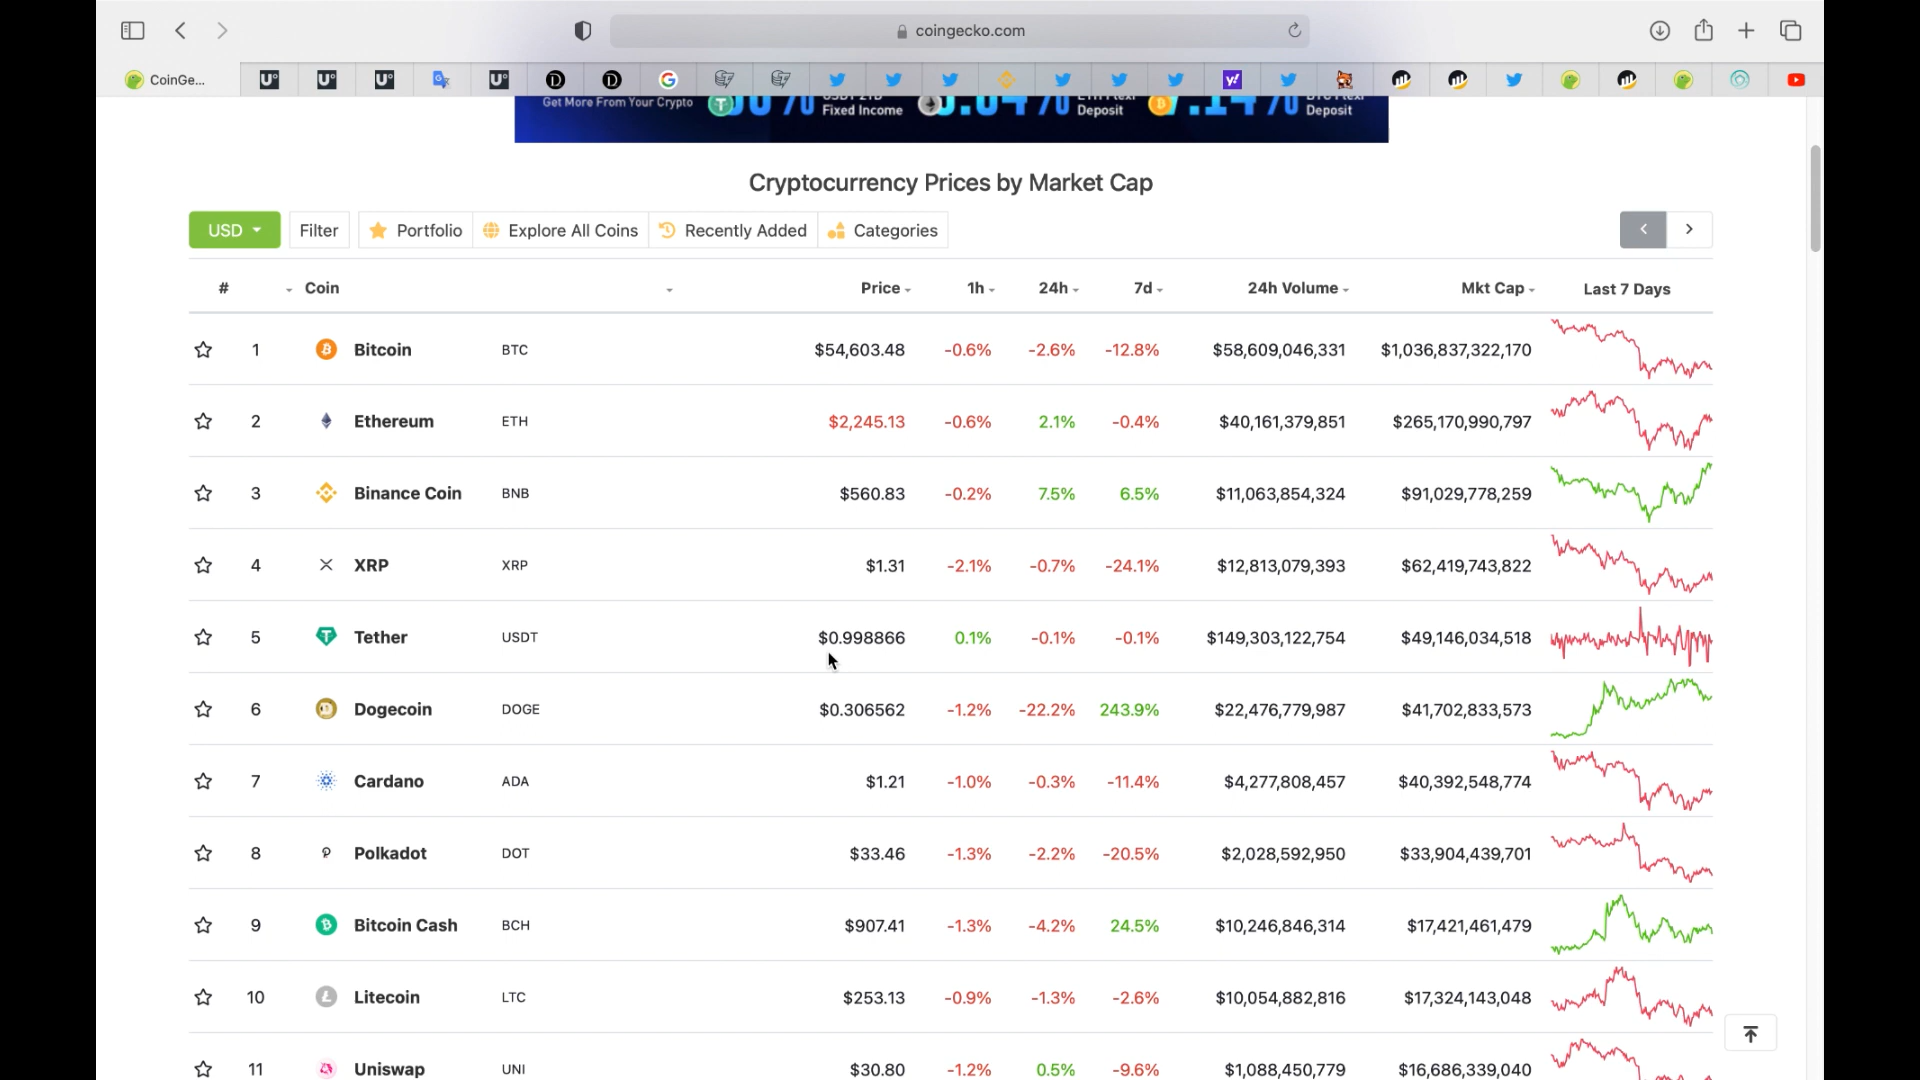 coingecko.com
CoinGe...
Get More From Your Crypto
Fixed Income
ETH Flexi
Deposit
BTC Flexi
Deposit
Cryptocurrency Prices by Market Cap
USD Filter Portfolio Explore All Coins Recently Added Categories
# Coin Price 1h 24h 7d 24h Volume Mkt Cap Last 7 Days
1 Bitcoin BTC $54,603.48 -0.6% -2.6% -12.8% $58,609,046,331 $1,036,837,322,170
2 Ethereum ETH $2,245.13 -0.6% 2.1% -0.4% $40,161,379,851 $265,170,990,797
3 Binance Coin BNB $560.83 -0.2% 7.5% 6.5% $11,063,854,324 $91,029,778,259
4 XRP XRP $1.31 -2.1% -0.7% -24.1% $12,813,079,393 $62,419,743,822
5 Tether USDT $0.998866 0.1% -0.1% -0.1% $149,303,122,754 $49,146,034,518
6 Dogecoin DOGE $0.306562 -1.2% -22.2% 243.9% $22,476,779,987 $41,702,833,573
7 Cardano ADA $1.21 -1.0% -0.3% -11.4% $4,277,808,457 $40,392,548,774
8 Polkadot DOT $33.46 -1.3% -2.2% -20.5% $2,028,592,950 $33,904,439,701
9 Bitcoin Cash BCH $907.41 -1.3% -4.2% 24.5% $10,246,846,314 $17,421,461,479
10 Litecoin LTC $253.13 -0.9% -1.3% -2.6% $10,054,882,816 $17,324,143,048
11 Uniswap UNI $30.80 -1.2% 0.5% -9.6% $1,088,450,779 $16,686,339,040